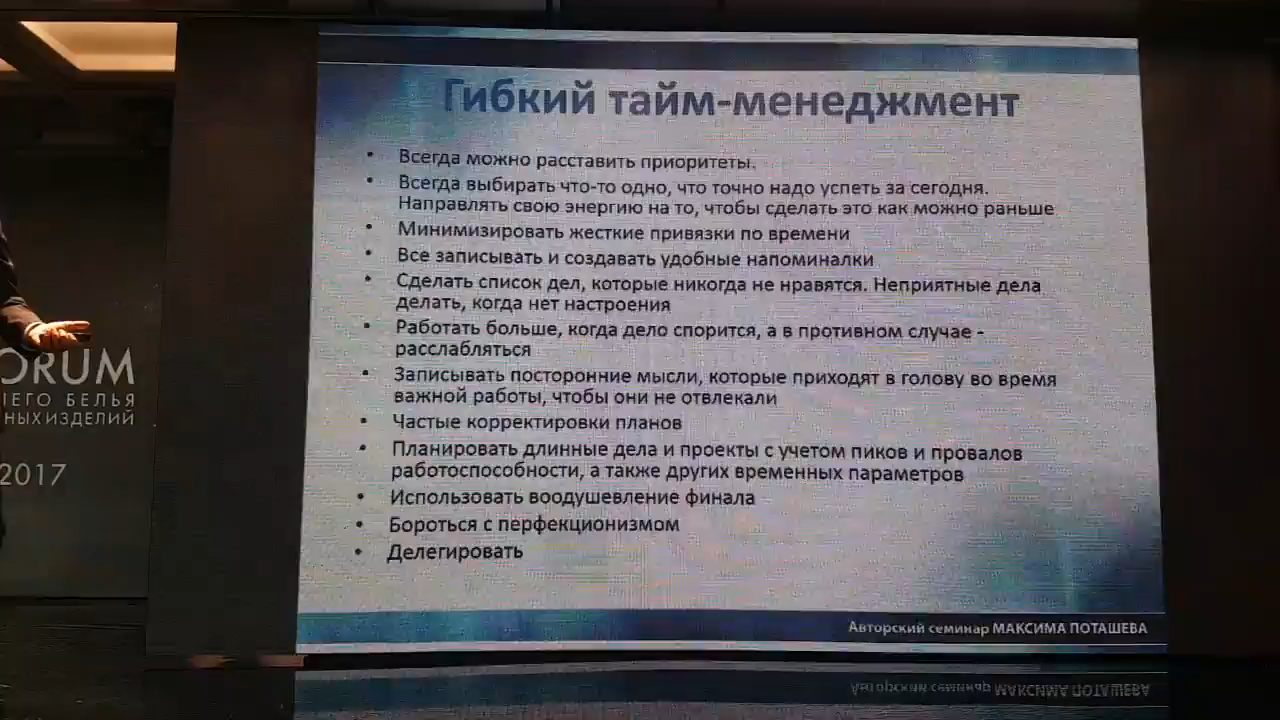 Гибкий тайм-менеджмент
• Всегда можно расставить приоритеты.
• Всегда выбирать что-то одно, что точно надо успеть за сегодня.
Направлять свою энергию на то, чтобы сделать это как можно раньше
• Минимизировать жесткие привязки по времени
• Все записывать и создавать удобные напоминалки
• Сделать список дел, которые никогда не нравятся. Неприятные дела
делать, когда нет настроения
• Работать больше, когда дело спорится, а в противном случае -
расслабляться
• Записывать посторонние мысли, которые приходят в голову во время
важной работы, чтобы они не отвлекали
• Частые корректировки планов
• Планировать длинные дела и проекты с учетом пиков и провалов
работоспособности, а также других временных параметров
• Использовать воодушевление финала
• Бороться с перфекционизмом
• Делегировать
Авторский семинар МАКСИМА ПОТАШЕВА
ORUM
БЕЛЬЯ
ИЗДЕЛИЙ
2017